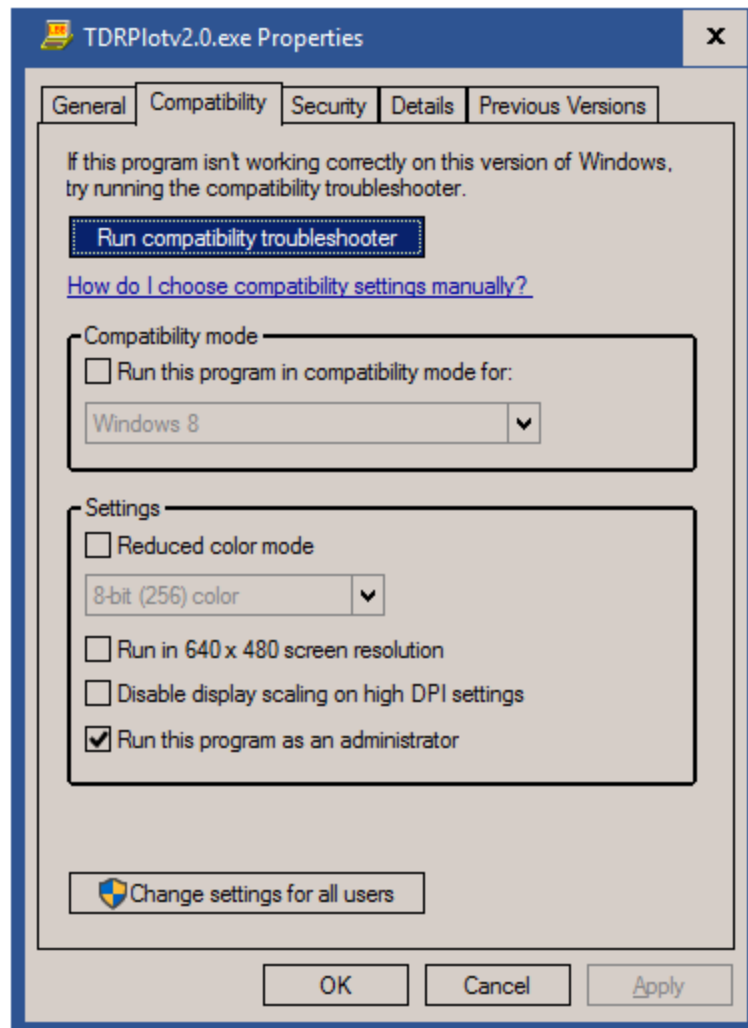 TDRPlotv2.0.exe Properties
x
General Compatibility Security Details Previous Versions
If this program isn't working correctly on this version of Windows,
try running the compatibility troubleshooter.
Run compatibility troubleshooter
How do I choose compatibility settings manually?
Compatibility mode
Run this program in compatibility mode for:
Windows 8
Settings
Reduced color mode
8-bit (256) color
Run in 640 x 480 screen resolution
Disable display scaling on high DPI settings
Run this program as an administrator
Change settings for all users
OK Cancel Apply